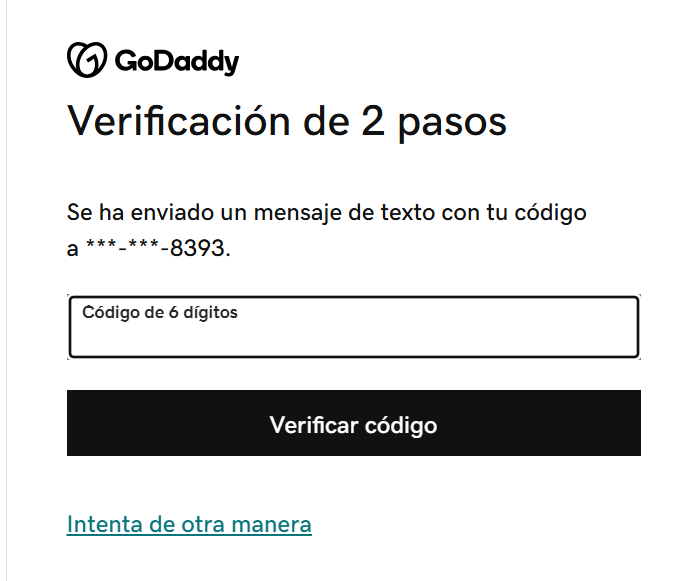 GoDaddy
Verificación de 2 pasos
Se ha enviado un mensaje de texto con tu código
a ***-***-8393.
Código de 6 dígitos
Verificar código
Intenta de otra manera